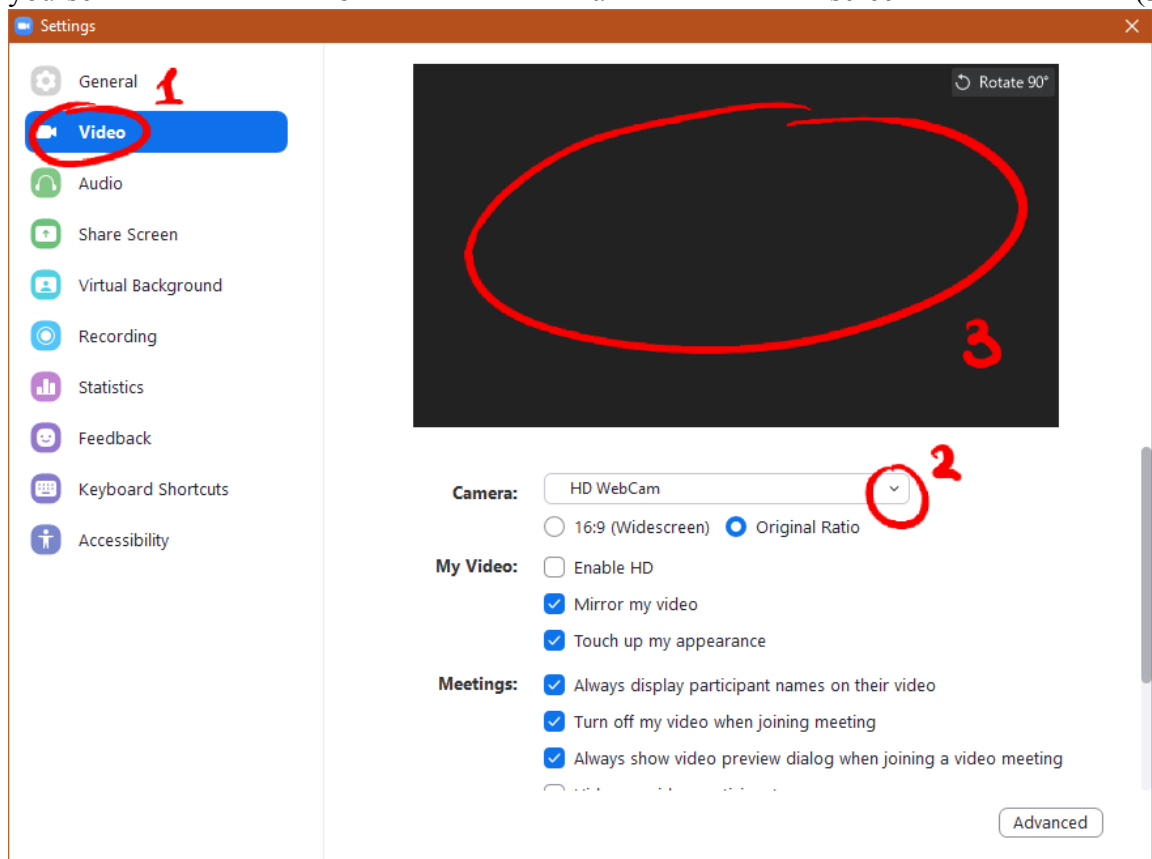 Settings
General 1
Video
Audio
Share Screen
Virtual Background
Recording
Statistics
Feedback
Keyboard Shortcuts
Accessibility
Rotate 90°
3
2
Camera: HD WebCam
16:9 (Widescreen) Original Ratio
My Video: Enable HD
Mirror my video
Touch up my appearance
Meetings: Always display participant names on their video
Turn off my video when joining meeting
Always show video preview dialog when joining a video meeting
Advanced